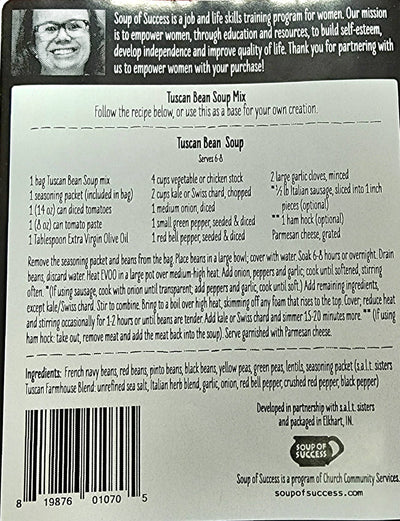 Soup of Success is a job and life skills training program for women. Our mission
is to empower women, through education and resources, to build self-esteem,
develop independence and improve quality of life. Thank you for partnering with
us to empower women with your purchase!
Tuscan Bean Soup Mix
Follow the recipe below, or use this as a base for your own creation.
Tuscan Bean Soup
Serves 6-8
1 bag Tuscan Bean Soup mix
1 seasoning packet (included in bag)
1 (14 oz) can diced tomatoes
1 (8 oz) can tomato paste
1 Tablespoon Extra Virgin Olive Oil
4 cups vegetable or chicken stock
2 cups kale or Swiss chard, chopped
1 medium onion, diced
1 small green pepper, seeded & diced
1 red bell pepper, seeded & diced
2 large garlic cloves, minced
*½ lb Italian sausage, sliced into 1 inch
pieces (optional)
**1 ham hock (optional)
Parmesan cheese, grated
Remove the seasoning packet and beans from the bag. Place beans in a large bowl; cover with water. Soak 6-8 hours or overnight. Drain
beans, discard water. Heat EVOO in a large pot over medium-high heat. Add onion, peppers and garlic; cook until softened, stirring
often. *(If using sausage, cook with onion until transparent; add peppers and garlic, cook until soft.) Add remaining ingredients,
except kale/Swiss chard. Stir to combine. Bring to a boil over high heat, skimming off any foam that rises to the top. Cover; reduce heat
and stirring occasionally for 1-2 hours or until beans are tender. Add kale or Swiss chard and simmer 15-20 minutes more. **(If using
ham hock: take out, remove meat and add the meat back into the soup). Serve garnished with Parmesan cheese.
Ingredients: French navy beans, red beans, pinto beans, black beans, yellow peas, green peas, lentils, seasoning packet (s.a.l.t. sisters
Tuscan Farmhouse Blend: unrefined sea salt, Italian herb blend, garlic, onion, red bell pepper, crushed red pepper, black pepper)
Developed in partnership with s.a.l.t. sisters
and packaged in Elkhart, IN.
SOUP OF
SUCCESS
Soup of Success is a program of Church Community Services.
soupofsuccess.com
8 19876 01070 5